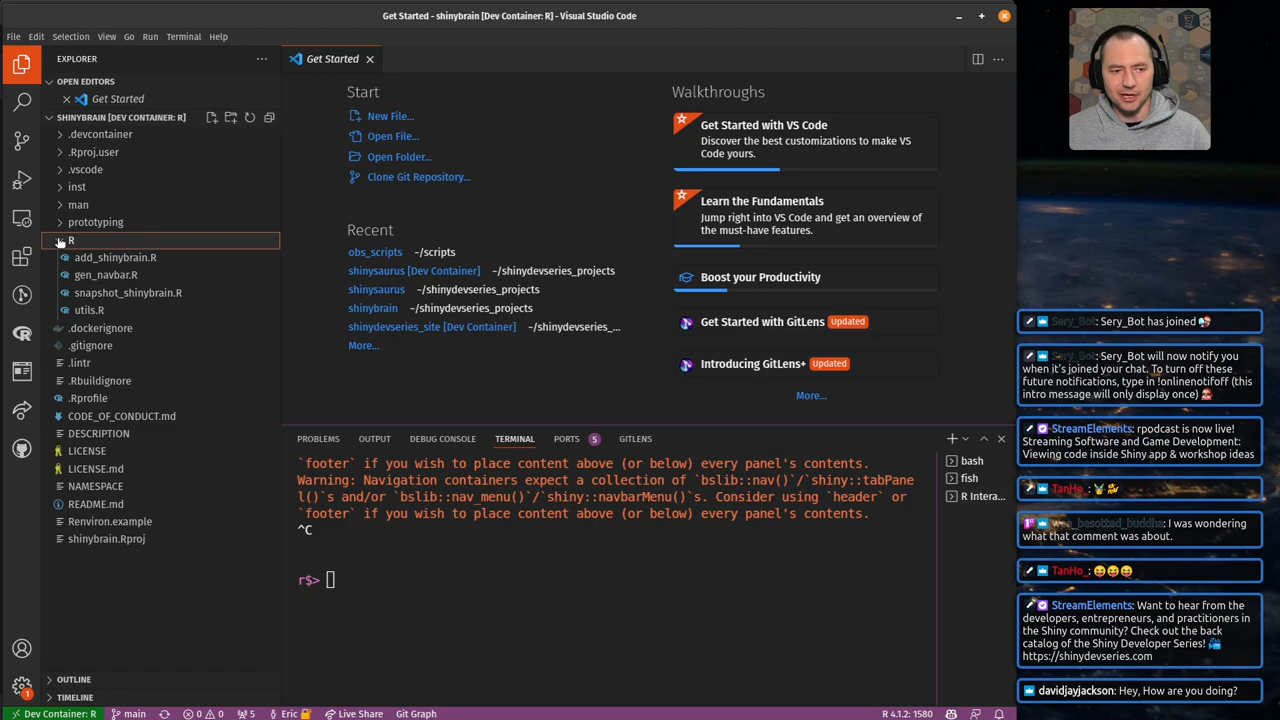 Get Started - shinybrain [Dev Container: R] - Visual Studio Code
File Edit Selection View Go Run Terminal Help
EXPLORER
OPEN EDITORS
Get Started
SHINYBRAIN [DEV CONTAINER: R]
.devcontainer
.Rproj.user
.vscode
inst
man
prototyping
R
add_shinybrain.R
gen_navbar.R
snapshot_shinybrain.R
utils.R
.dockerignore
.gitignore
.lintr
.Rbuildignore
.Rprofile
CODE_OF_CONDUCT.md
DESCRIPTION
LICENSE
LICENSE.md
NAMESPACE
README.md
Renviron.example
shinybrain.Rproj
OUTLINE
TIMELINE
Get Started
Start
New File...
Open File...
Open Folder...
Clone Git Repository...
Recent
obs_scripts ~/scripts
shinysaurus [Dev Container] ~/shinydevseries_projects
shinysaurus ~/shinydevseries_projects
shinybrain ~/shinydevseries_projects
shinydevseries_site [Dev Container] ~/shinydevseries_...
More...
Walkthroughs
Get Started with VS Code
Discover the best customizations to make VS
Code yours.
Learn the Fundamentals
Jump right into VS Code and get an overview of
the must-have features.
Boost your Productivity
Get Started with GitLens Updated
Introducing GitLens+ Updated
More...
PROBLEMS OUTPUT DEBUG CONSOLE TERMINAL PORTS 5 GITLENS
`footer` if you wish to place content above (or below) every panel's contents.
Warning: Navigation containers expect a collection of `bslib::nav()`/`shiny::tabPane
l()`s and/or `bslib::nav_menu()`/`shiny::navbarMenu()`s. Consider using `header` or
`footer` if you wish to place content above (or below) every panel's contents.
^C
r$>
bash
fish
R Intera...
1
Dev Container: R main 0 0 5 Eric Live Share Git Graph R 4.1.2: 1580
Sery_Bot: Sery_Bot has joined
Sery_Bot: Sery_Bot will now notify you
when it's joined your chat. To turn off these
future notifications, type in !onlinenotifoff (this
intro message will only display once)
StreamElements: rpodcast is now live!
Streaming Software and Game Development:
Viewing code inside Shiny app & workshop ideas
TanHo_:
wee_besotted_buddha: I was wondering
what that comment was about.
TanHo_:
StreamElements: Want to hear from the
developers, entrepreneurs, and practitioners in
the Shiny community? Check out the back
catalog of the Shiny Developer Series!
https://shinydevseries.com
davidjayjackson: Hey, How are you doing?